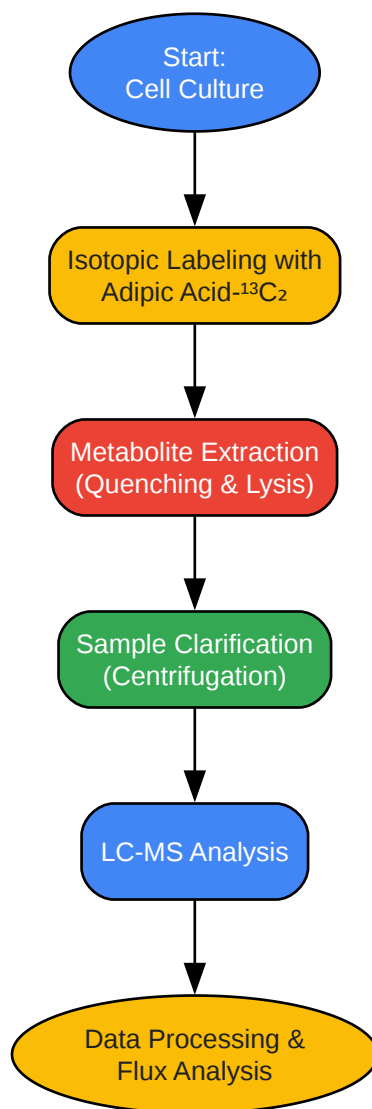 Start:
Cell Culture
Isotopic Labeling with
Adipic Acid-¹³C₂
Metabolite Extraction
(Quenching & Lysis)
Sample Clarification
(Centrifugation)
LC-MS Analysis
Data Processing &
Flux Analysis